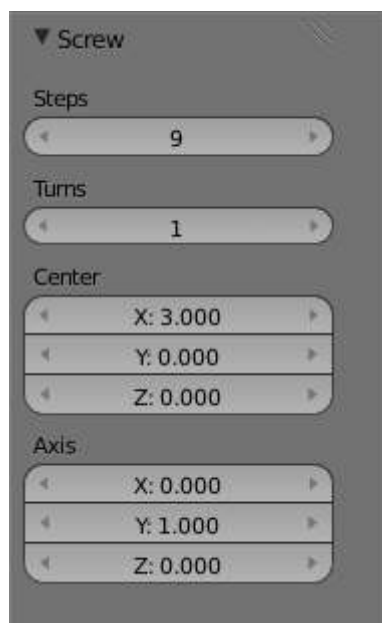 Screw
Steps
9
Turns
1
Center
X: 3.000
Y: 0.000
Z: 0.000
Axis
X: 0.000
Y: 1.000
Z: 0.000